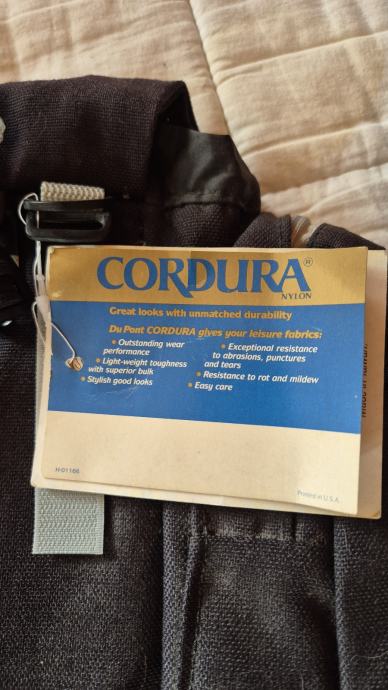 CORDURA®
NYLON
Great looks with unmatched durability
Du Pont CORDURA gives your leisure fabrics:
• Outstanding wear
performance
• Light-weight toughness
with superior bulk
• Stylish good looks
• Exceptional resistance
to abrasions, punctures
and tears
• Resistance to rot and mildew
• Easy care
H-01166
Printed in U.S.A.
Made in Taiwan.